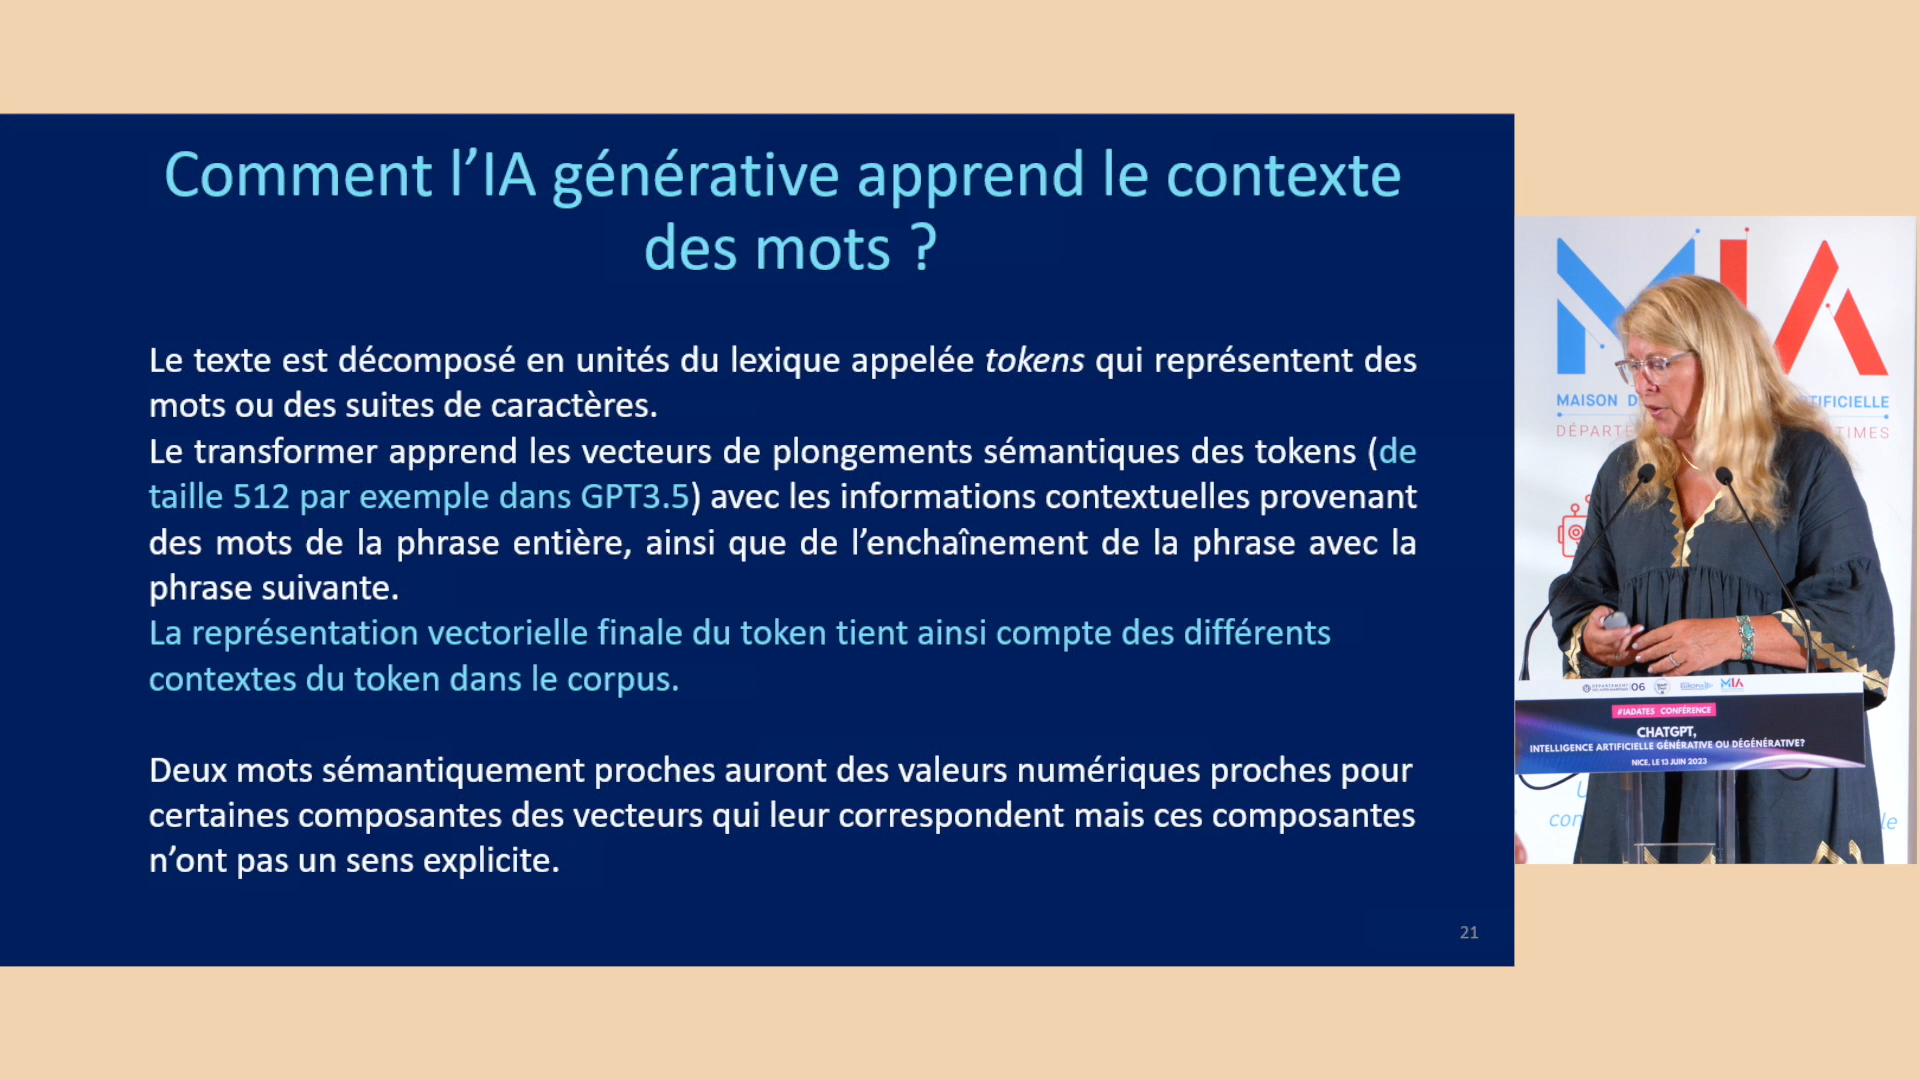 Comment l’IA générative apprend le contexte
des mots ?
Le texte est décomposé en unités du lexique appelée tokens qui représentent des
mots ou des suites de caractères.
Le transformer apprend les vecteurs de plongements sémantiques des tokens (de
taille 512 par exemple dans GPT3.5) avec les informations contextuelles provenant
des mots de la phrase entière, ainsi que de l’enchaînement de la phrase avec la
phrase suivante.
La représentation vectorielle finale du token tient ainsi compte des différents
contextes du token dans le corpus.
Deux mots sémantiquement proches auront des valeurs numériques proches pour
certaines composantes des vecteurs qui leur correspondent mais ces composantes
n’ont pas un sens explicite.
21
MIA
MAISON D
TIFICIELLE
DÉPARTE
TIMES
06
MIA
#IADATES CONFÉRENCE
CHATGPT,
INTELLIGENCE ARTIFICIELLE GÉNÉRATIVE OU DÉGÉNÉRATIVE?
NICE, LE 13 JUIN 2023
con
le